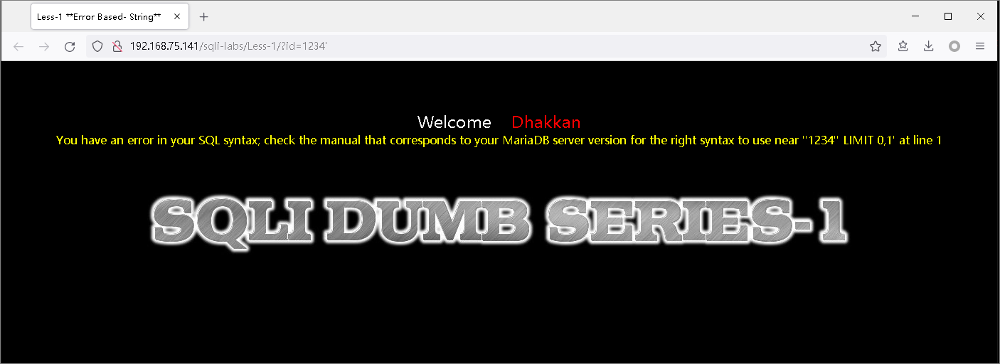 Less-1 **Error Based- String**
192.168.75.141/sqli-labs/Less-1/?id=1234'
Welcome Dhakkan
You have an error in your SQL syntax; check the manual that corresponds to your MariaDB server version for the right syntax to use near ''1234'' LIMIT 0,1' at line 1
SQLI DUMB SERIES-1